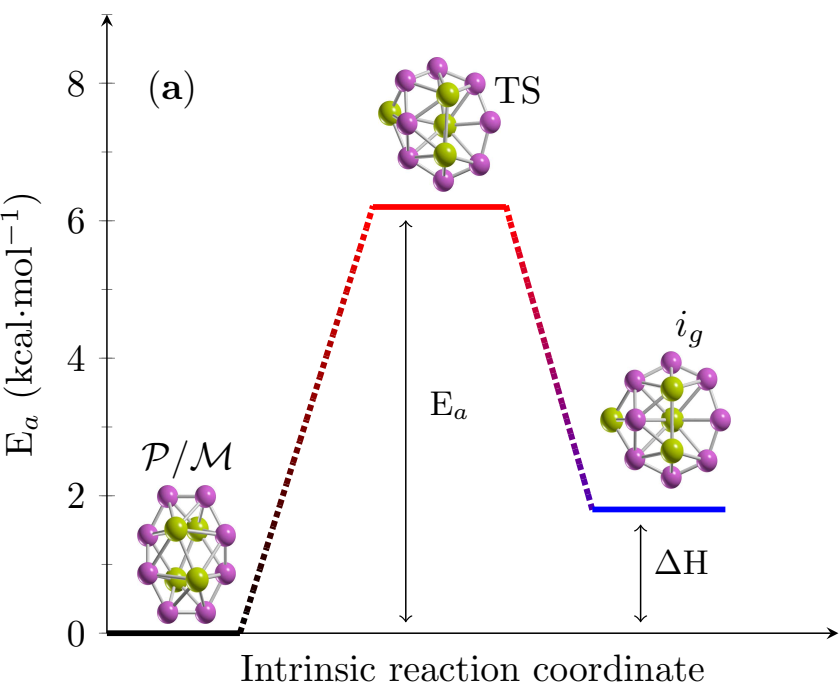 (a)
TS
8
6
4
2
0
E_a (kcal·mol⁻¹)
E_a
i_g
𝒫/ℳ
ΔH
Intrinsic reaction coordinate